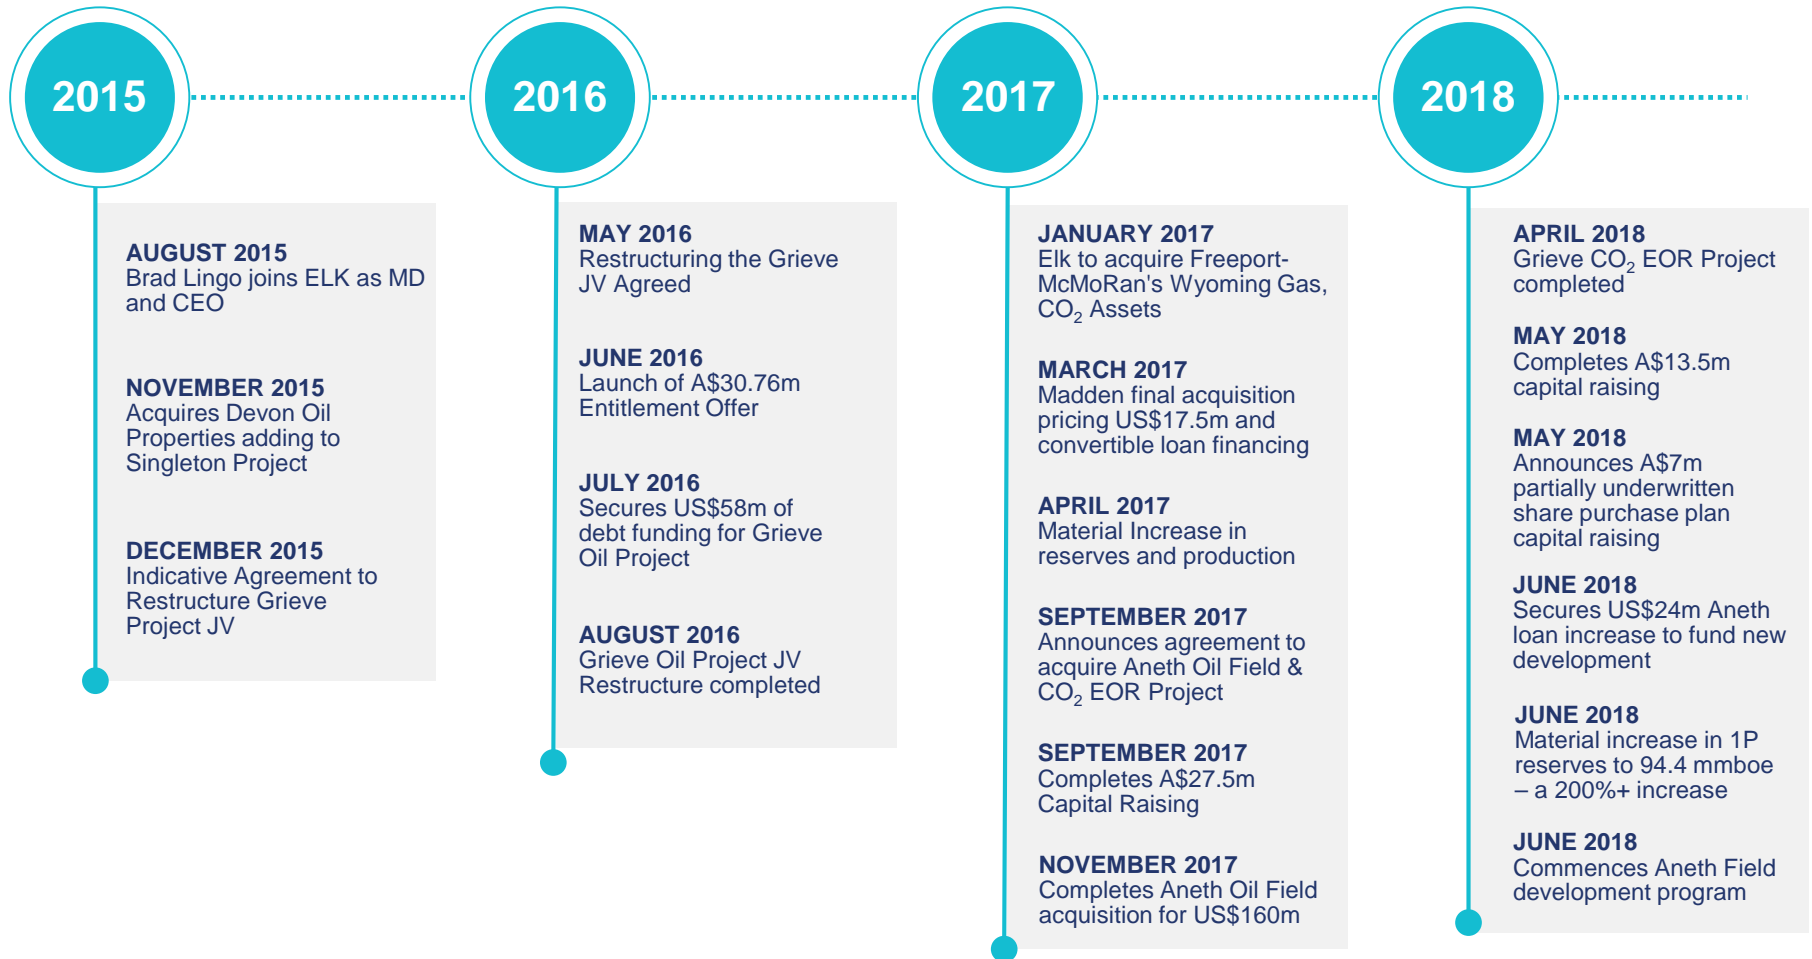 2015
AUGUST 2015
Brad Lingo joins ELK as MD
and CEO
NOVEMBER 2015
Acquires Devon Oil
Properties adding to
Singleton Project
DECEMBER 2015
Indicative Agreement to
Restructure Grieve
Project JV
2016
MAY 2016
Restructuring the Grieve
JV Agreed
JUNE 2016
Launch of A$30.76m
Entitlement Offer
JULY 2016
Secures US$58m of
debt funding for Grieve
Oil Project
AUGUST 2016
Grieve Oil Project JV
Restructure completed
2017
JANUARY 2017
Elk to acquire Freeport-
McMoRan's Wyoming Gas,
CO₂ Assets
MARCH 2017
Madden final acquisition
pricing US$17.5m and
convertible loan financing
APRIL 2017
Material Increase in
reserves and production
SEPTEMBER 2017
Announces agreement to
acquire Aneth Oil Field &
CO₂ EOR Project
SEPTEMBER 2017
Completes A$27.5m
Capital Raising
NOVEMBER 2017
Completes Aneth Oil Field
acquisition for US$160m
2018
APRIL 2018
Grieve CO₂ EOR Project
completed
MAY 2018
Completes A$13.5m
capital raising
MAY 2018
Announces A$7m
partially underwritten
share purchase plan
capital raising
JUNE 2018
Secures US$24m Aneth
loan increase to fund new
development
JUNE 2018
Material increase in 1P
reserves to 94.4 mmboe
– a 200%+ increase
JUNE 2018
Commences Aneth Field
development program